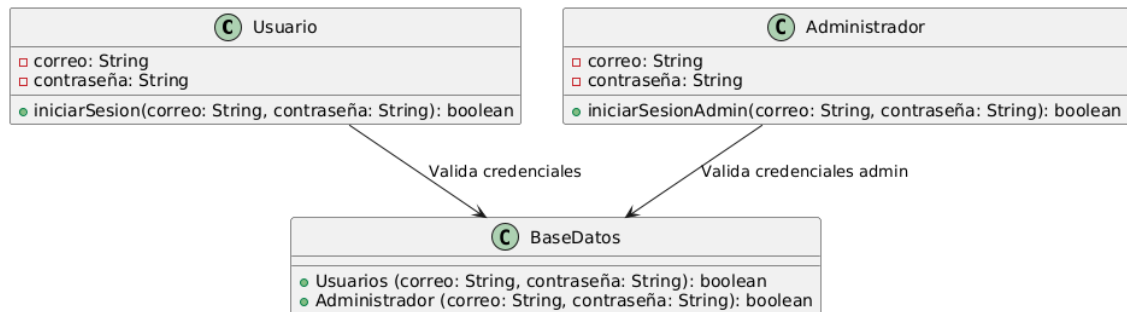 C Usuario
correo: String
contraseña: String
iniciarSesion(correo: String, contraseña: String): boolean
C Administrador
correo: String
contraseña: String
iniciarSesionAdmin(correo: String, contraseña: String): boolean
Valida credenciales
Valida credenciales admin
C BaseDatos
Usuarios (correo: String, contraseña: String): boolean
Administrador (correo: String, contraseña: String): boolean